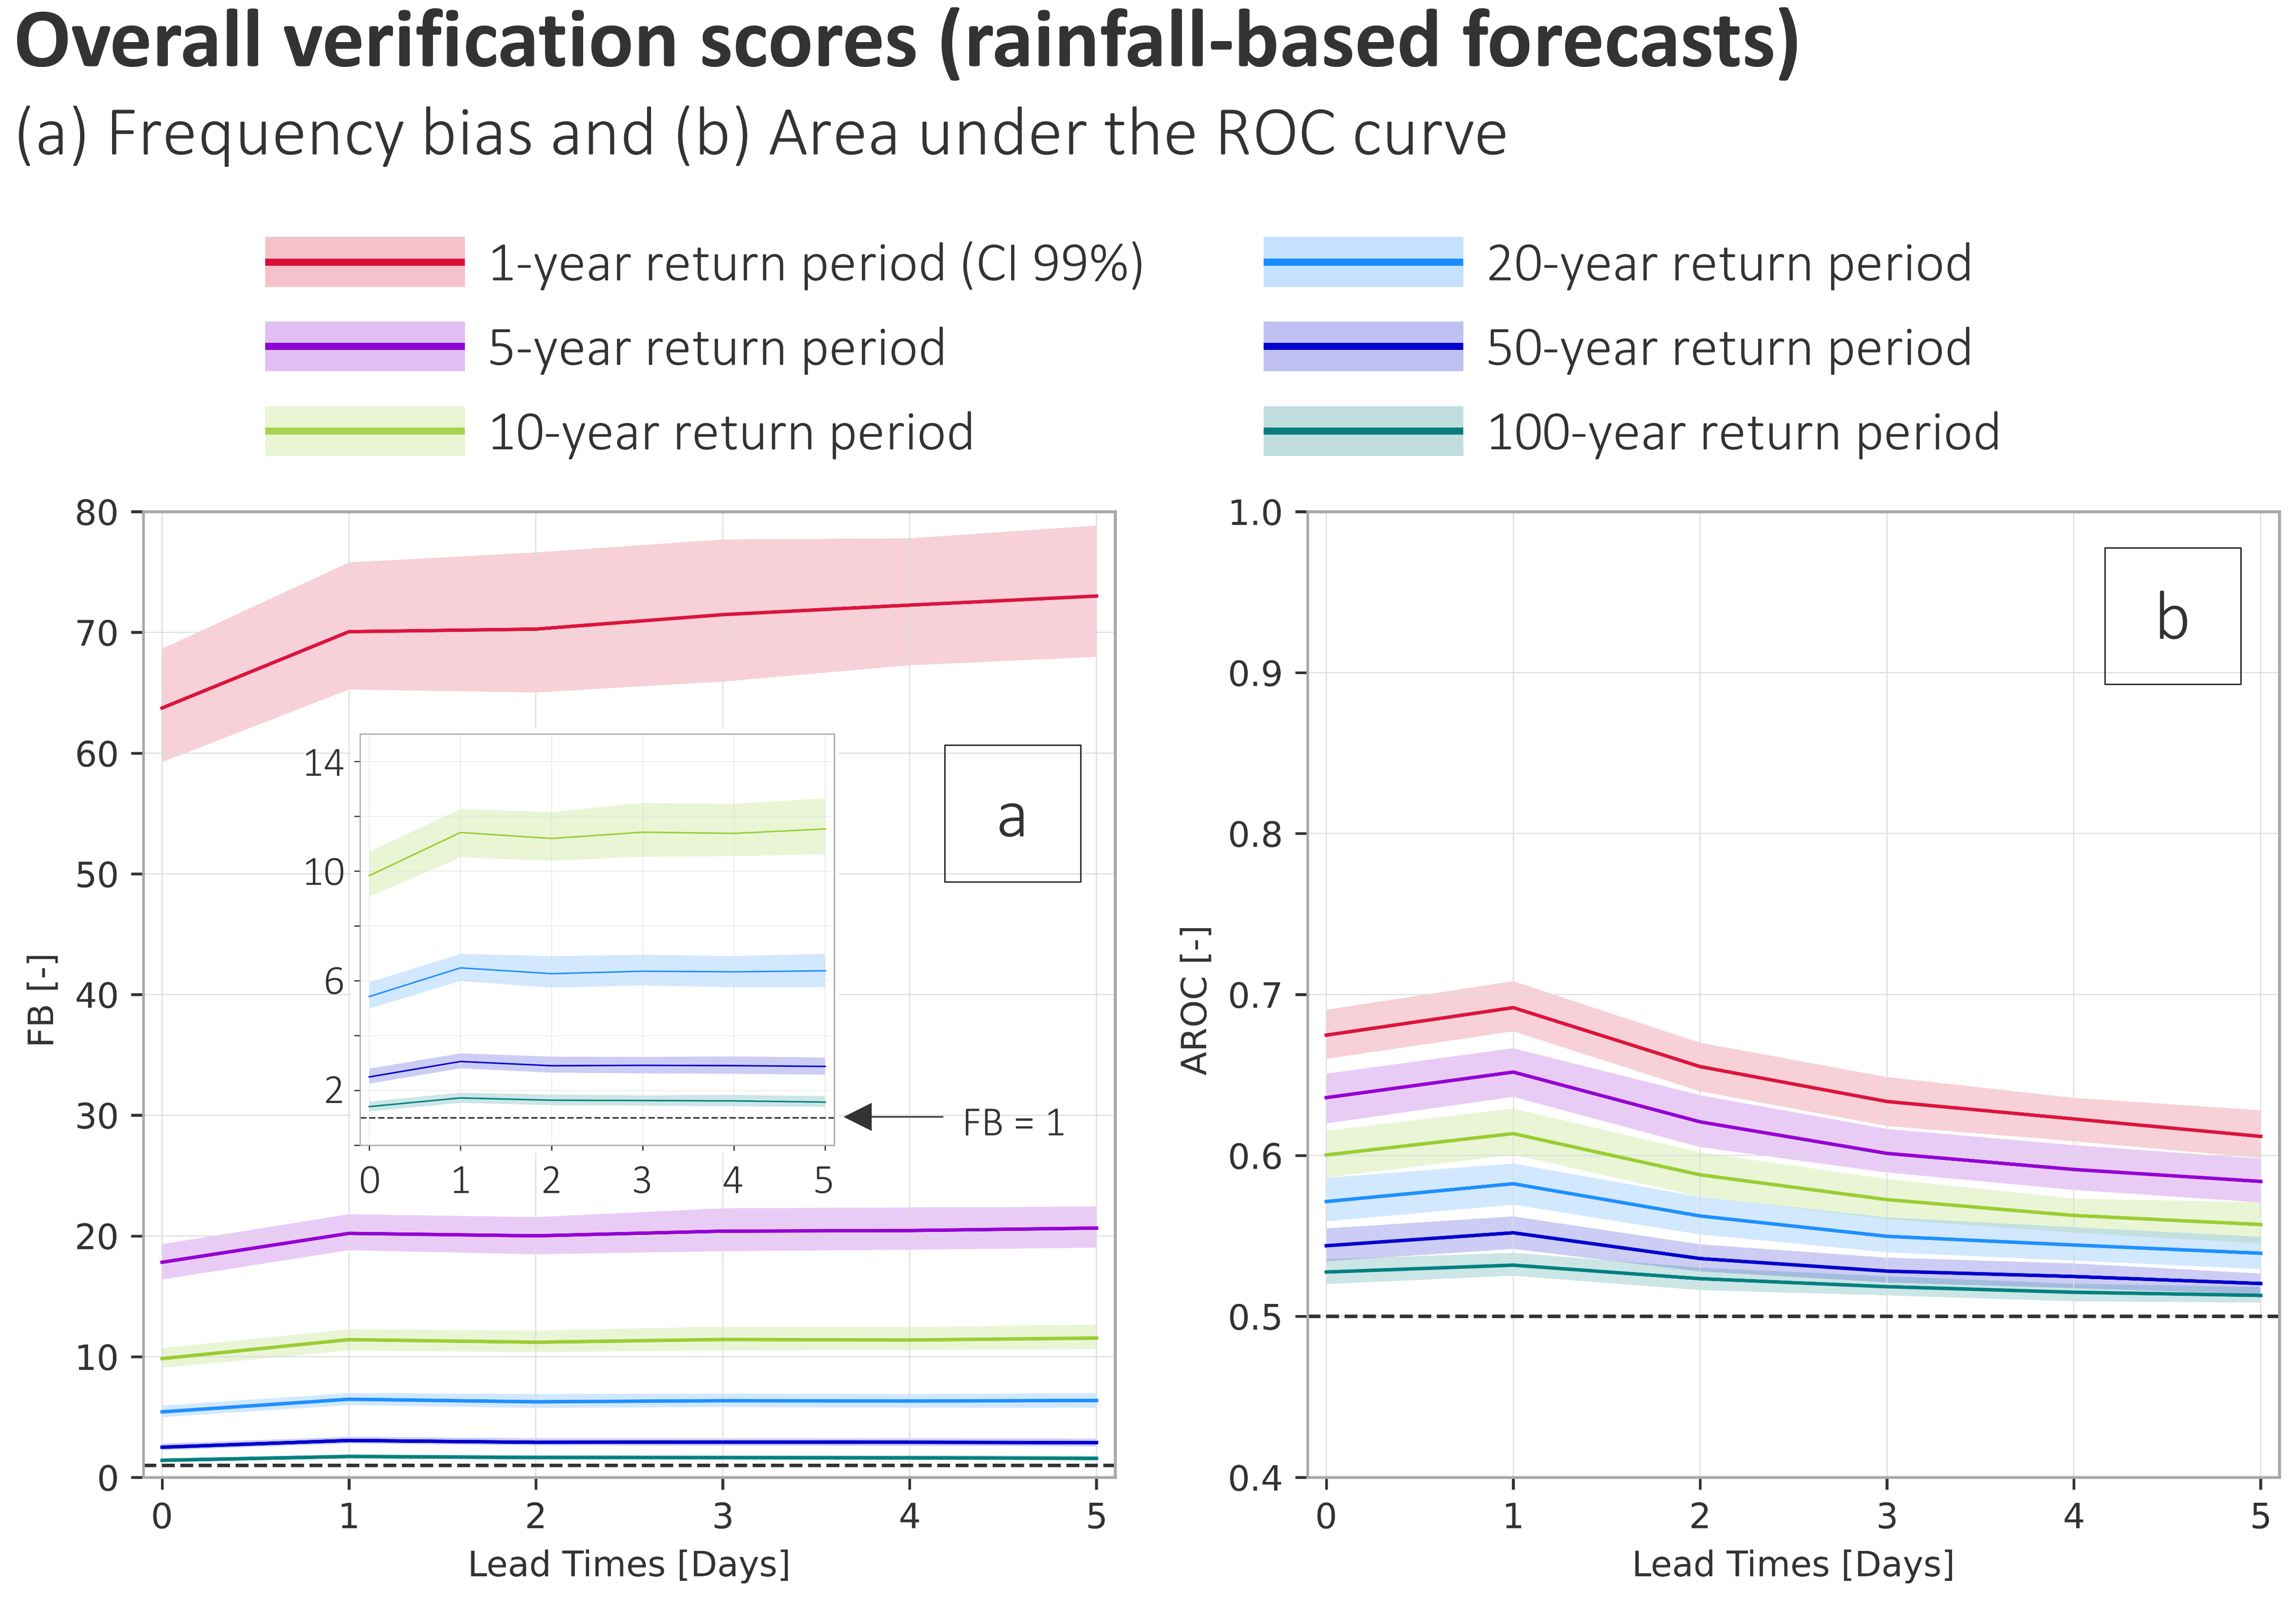 Overall verification scores (rainfall-based forecasts)
(a) Frequency bias and (b) Area under the ROC curve
1-year return period (CI 99%)
20-year return period
5-year return period
50-year return period
10-year return period
100-year return period
80
70
60
50
40
30
20
10
0
FB [-]
0 1 2 3 4 5
Lead Times [Days]
14
10
6
2
0 1 2 3 4 5
a
FB = 1
1.0
0.9
0.8
0.7
0.6
0.5
0.4
AROC [-]
b
0 1 2 3 4 5
Lead Times [Days]